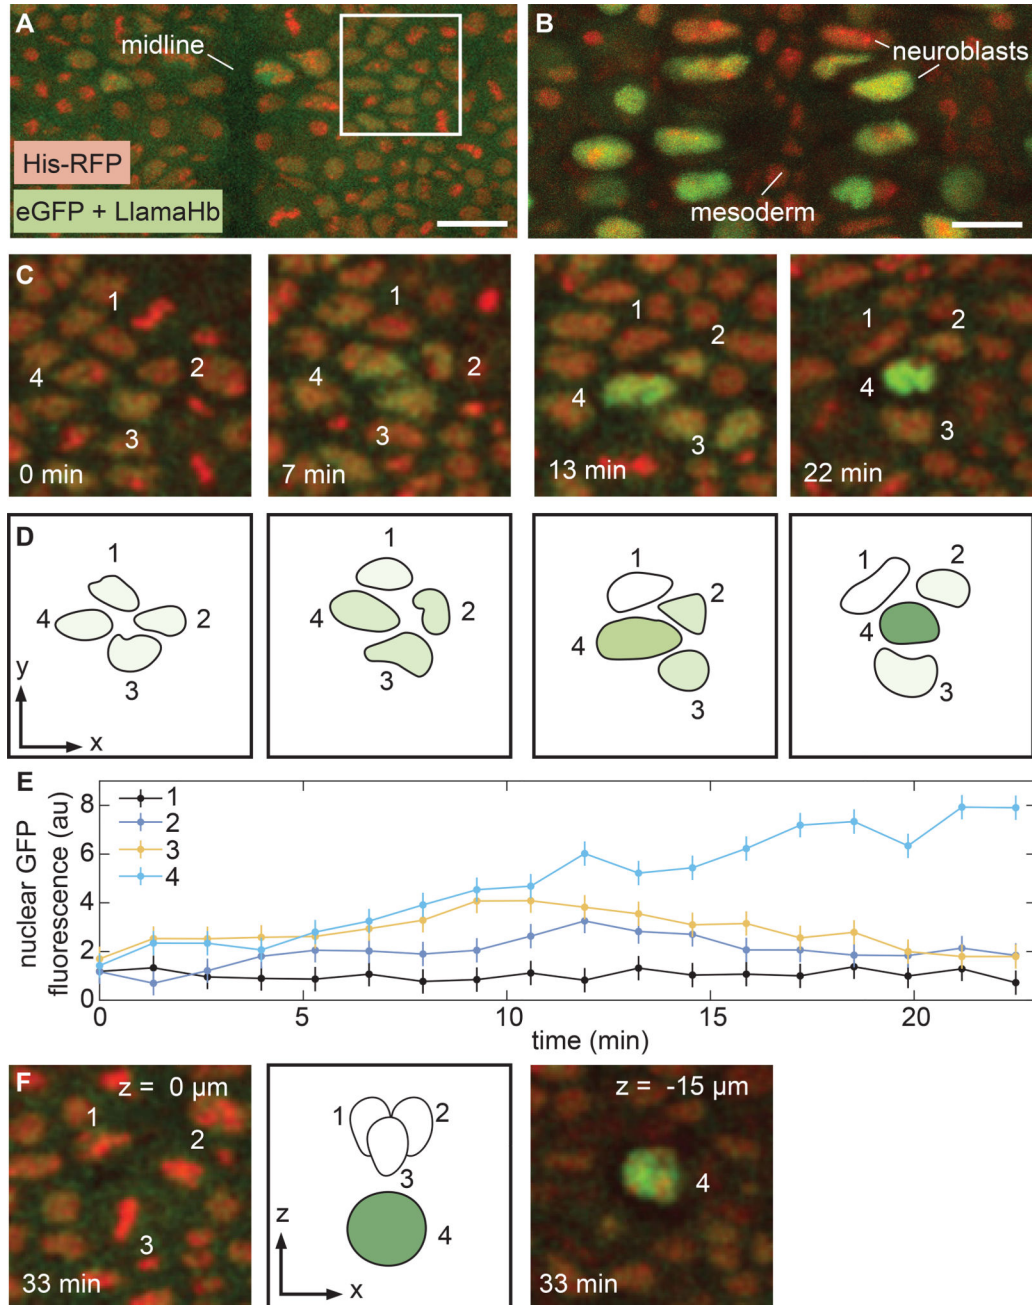 A
midline
His-RFP
eGFP + LlamaHb
B
neuroblasts
mesoderm
C
1
2
3
4
0 min
1
2
3
4
7 min
1
2
3
4
13 min
1
2
3
4
22 min
D
1
2
3
4
y
x
1
2
3
4
1
2
3
4
1
2
3
4
E
nuclear GFP
fluorescence (au)
8
6
4
2
0
1
2
3
4
0
5
10
15
20
time (min)
F
z = 0 µm
1
2
3
33 min
1
2
3
4
z
x
z = -15 µm
4
33 min